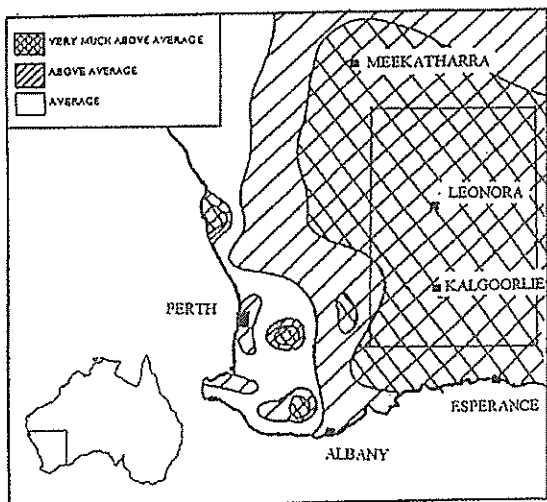 VERY MUCH ABOVE AVERAGE
ABOVE AVERAGE
AVERAGE
MEEKATHARRA
LEONORA
KALGOORLIE
PERTH
ESPERANCE
ALBANY